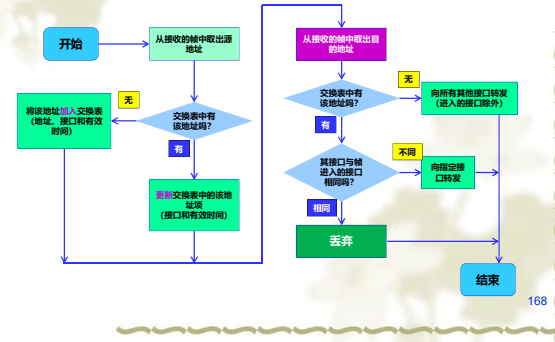 开始
从接收的帧中取出源
地址
交换表中有
该地址吗？
无
将该地址加入交换表
（地址、接口和有效
时间）
有
更新交换表中的该地
址项
（接口和有效时间）
从接收的帧中取出目
的地址
交换表中有
该地址吗？
无
向所有其他接口转发
（进入的接口除外）
有
其接口与帧
进入的接口
相同吗？
不同
向指定接
口转发
相同
丢弃
结束
168